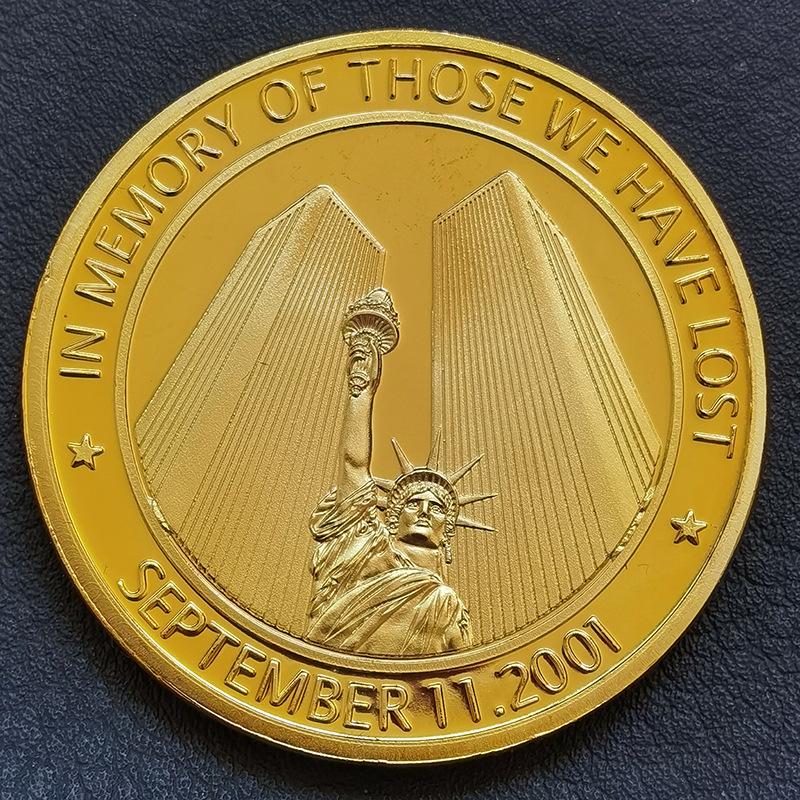 IN MEMORY OF THOSE WE HAVE LOST
SEPTEMBER 11.2001